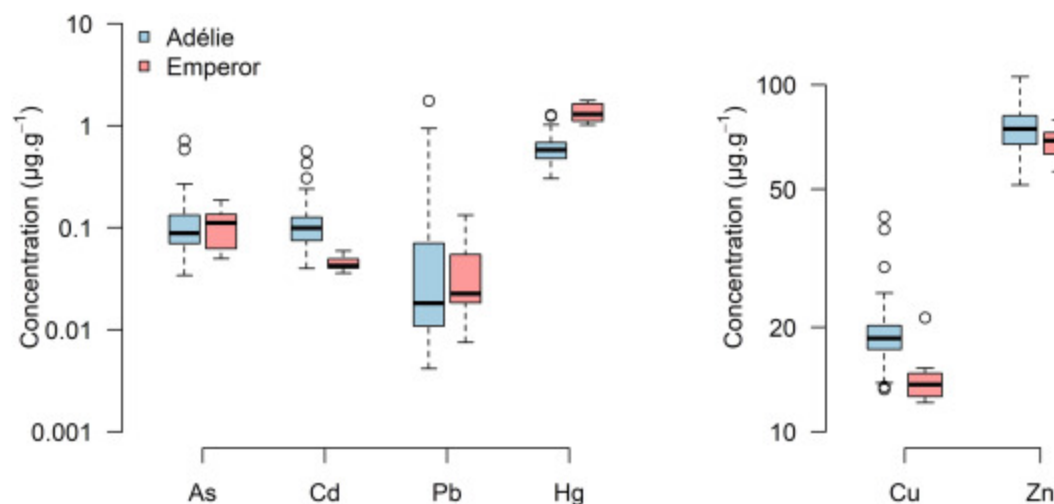 10
1
0.1
0.01
0.001
Concentration (µg.g⁻¹)
Adélie
Emperor
As Cd Pb Hg
100
50
20
10
Concentration (µg.g⁻¹)
Cu Zn